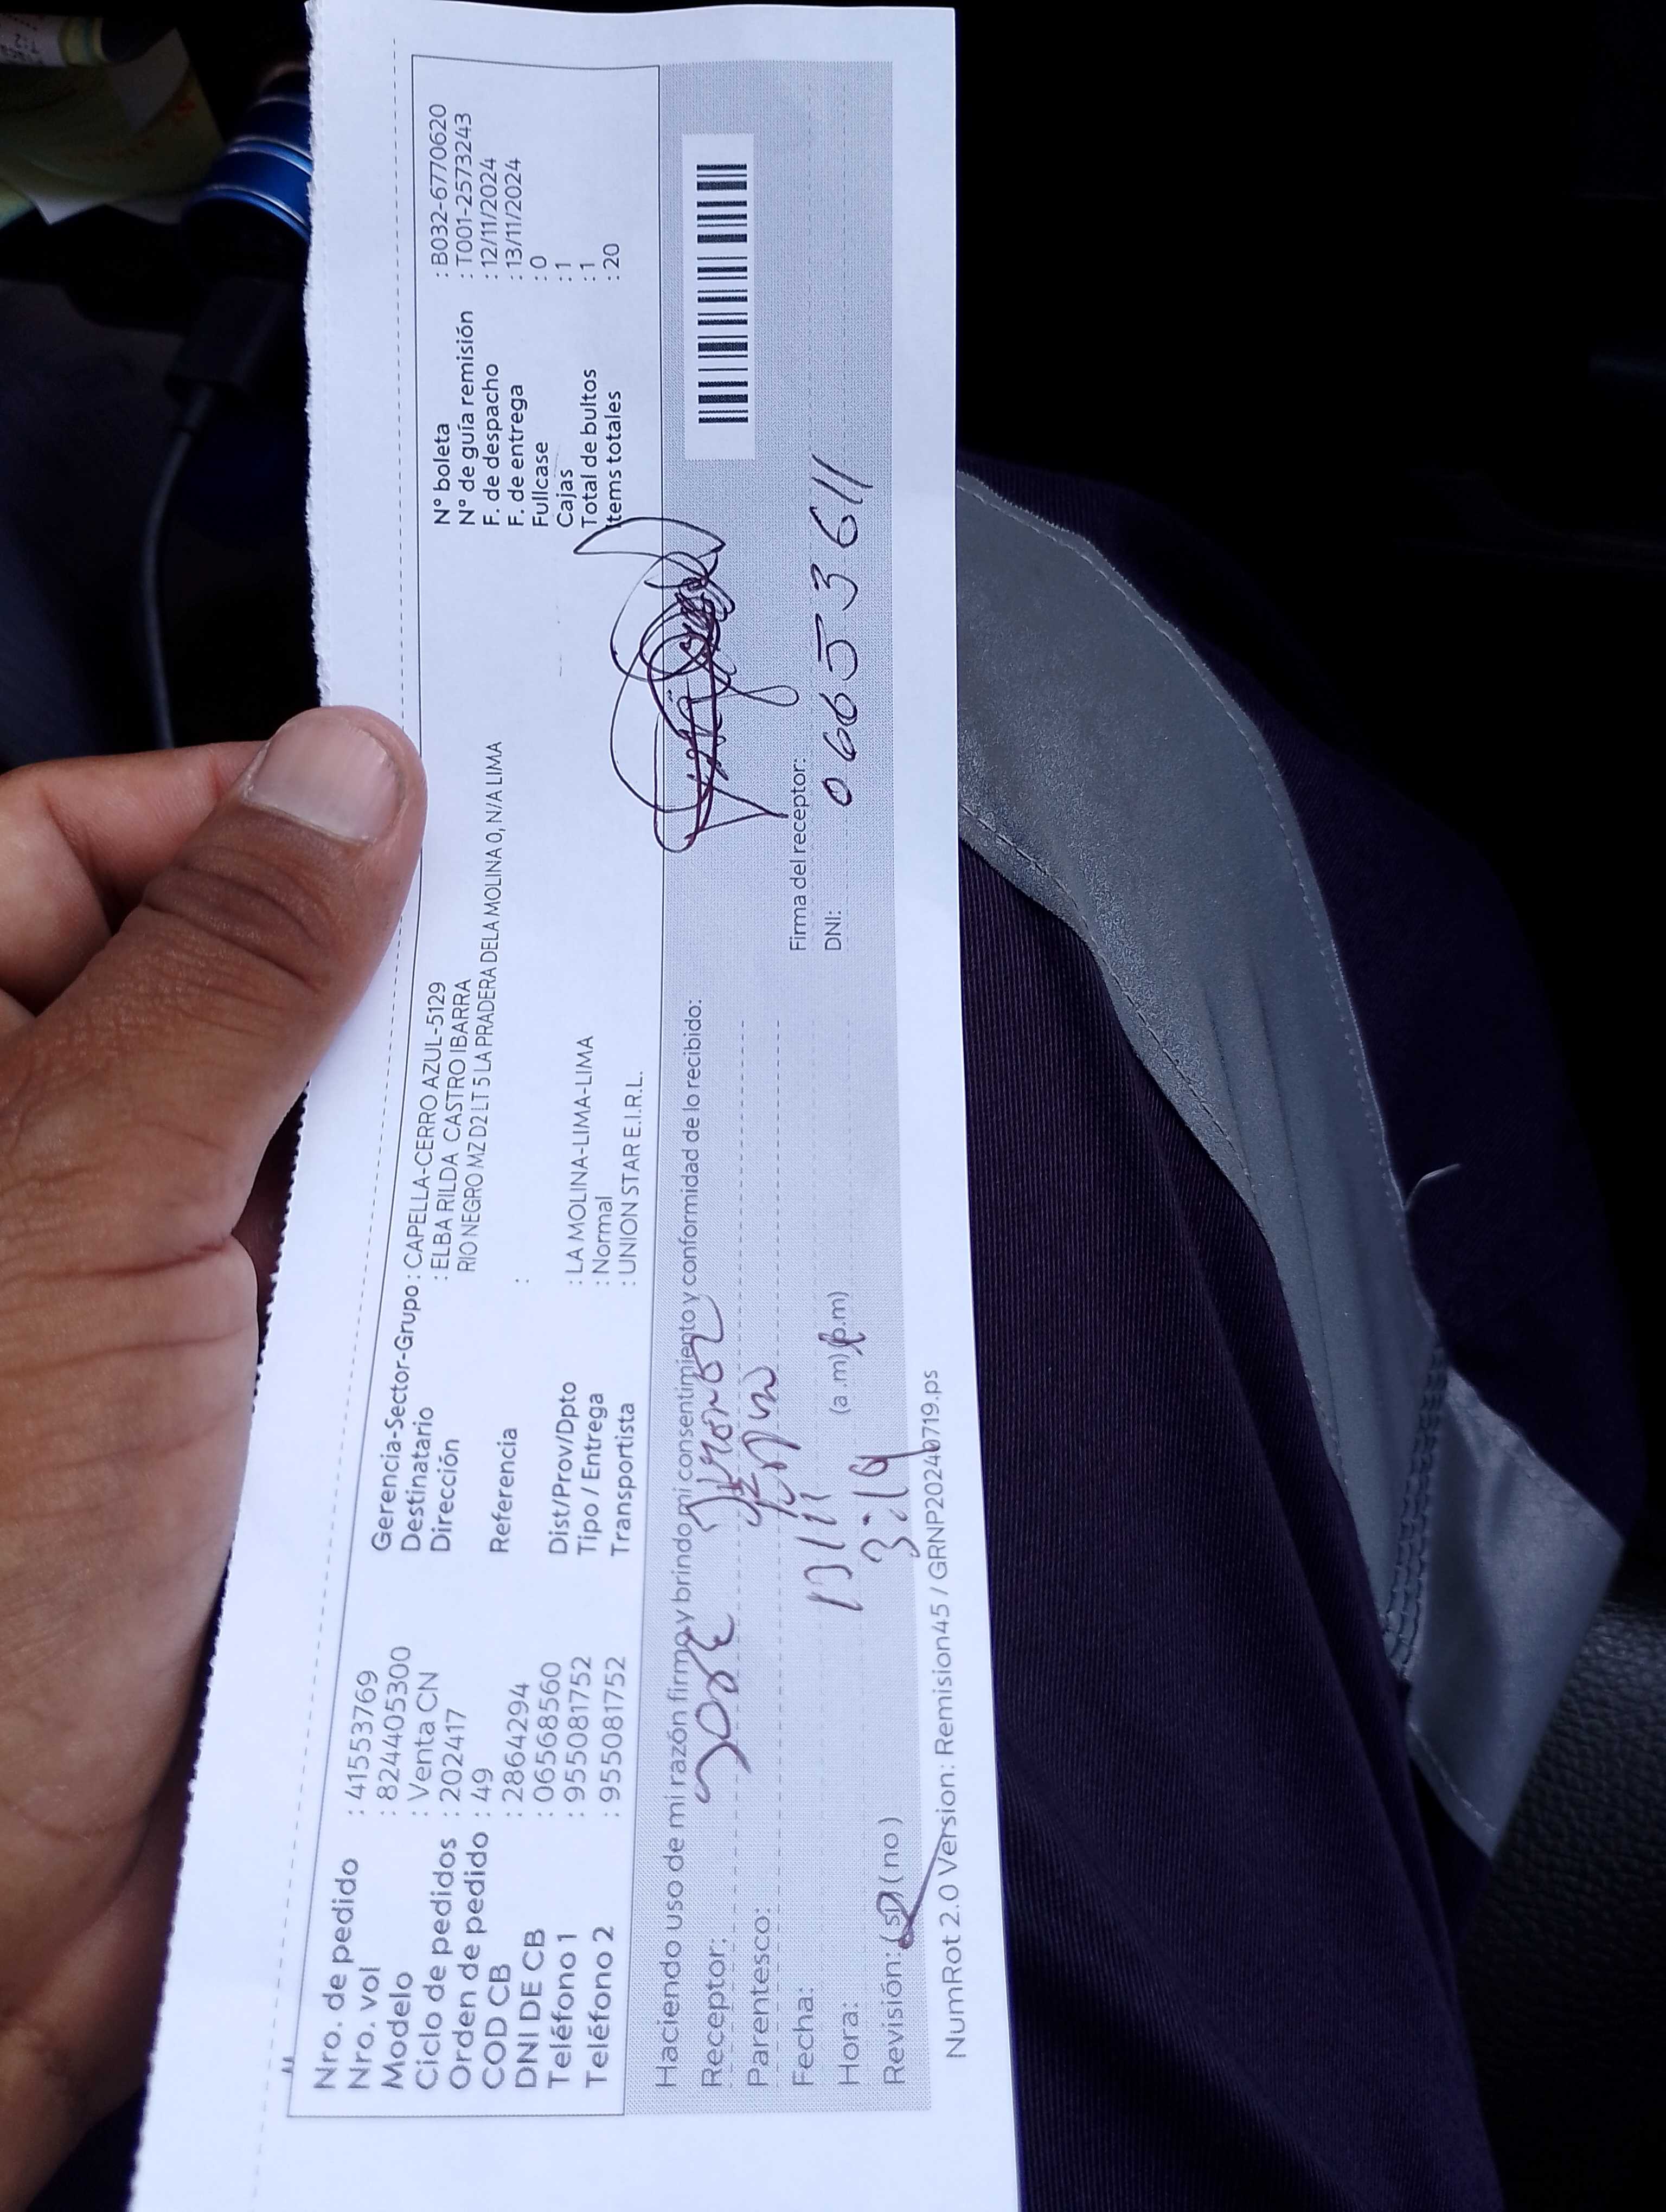 Nro. de pedido : 41553769
Nro. vol : 824405300
Modelo : Venta CN
Ciclo de pedidos : 202417
Orden de pedido : 49
COD CB : 2864294
DNI DE CB : 06568560
Teléfono 1 : 955081752
Teléfono 2 : 955081752
Gerencia-Sector-Grupo : CAPELLA-CERRO AZUL-5129
Destinatario : ELBA RILDA CASTRO IBARRA
Dirección RIO NEGRO MZ D2 LT 5 LA PRADERA DE LA MOLINA 0, N/A LIMA
Referencia :
Dist/Prov/Dpto : LA MOLINA-LIMA-LIMA
Tipo / Entrega : Normal
Transportista : UNION STAR E.I.R.L.
N° boleta : B032-6770620
N° de guía remisión : T001-2573243
F. de despacho : 12/11/2024
F. de entrega : 13/11/2024
Fullcase : 0
Cajas : 1
Total de bultos : 1
Items totales : 20
Haciendo uso de mi razón firmo y brindo mi consentimiento y conformidad de lo recibido:
Receptor: JORGE
Parentesco:
Fecha: 13/11
Hora: 3:19 (a.m) (p.m)
Revisión: (si) (no)
Firma del receptor:
DNI: 06653611
NumRot 2.0 Version: Remision45 / GRNP20240719.ps